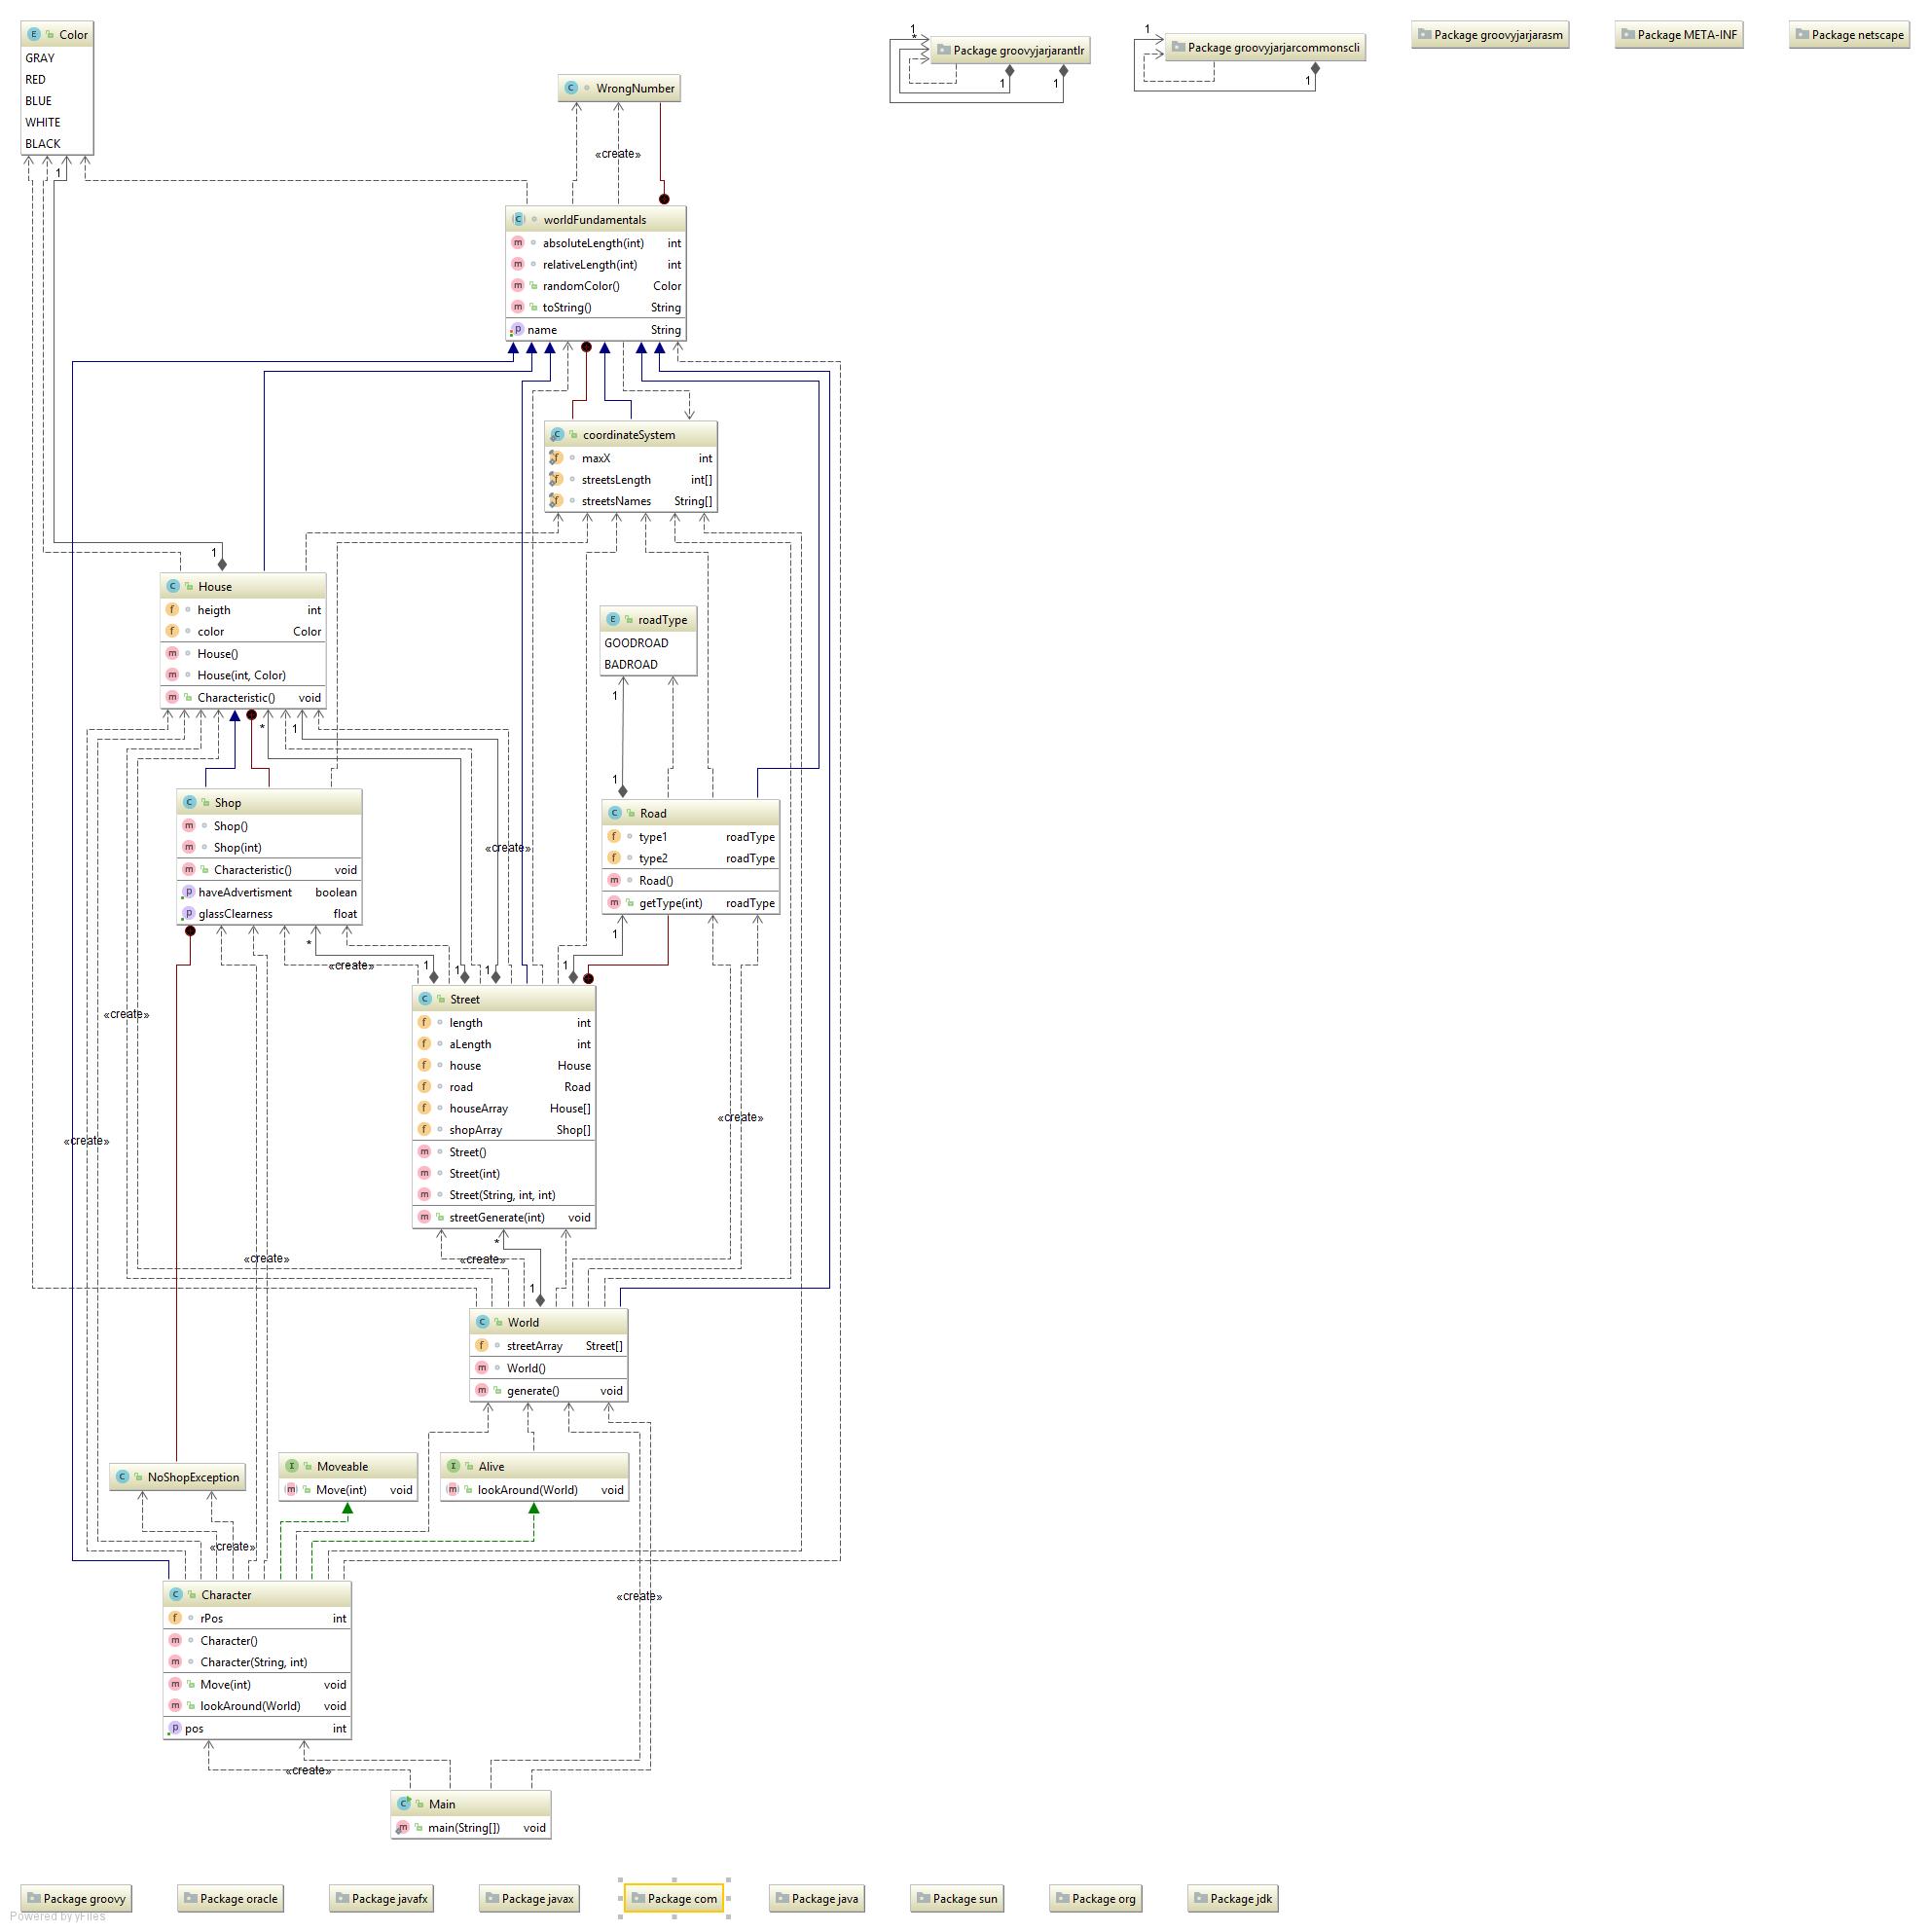 Color
GRAY
RED
BLUE
WHITE
BLACK
1
1
*
Package groovyjarjarantlr
1
1
1
Package groovyjarjarcommonscli
1
Package groovyjarjarasm
Package META-INF
Package netscape
WrongNumber
«create»
worldFundamentals
absoluteLength(int) int
relativeLength(int) int
randomColor() Color
toString() String
name String
coordinateSystem
maxX int
streetsLength int[]
streetsNames String[]
1
House
heigth int
color Color
House()
House(int, Color)
Characteristic() void
roadType
GOODROAD
BADROAD
1
*
1
1
Shop
Shop()
Shop(int)
Characteristic() void
haveAdvertisment boolean
glassClearness float
«create»
Road
type1 roadType
type2 roadType
Road()
getType(int) roadType
*
1
«create»
1
1
1
1
Street
length int
aLength int
house House
road Road
houseArray House[]
shopArray Shop[]
Street()
Street(int)
Street(String, int, int)
streetGenerate(int) void
«create»
«create»
«create»
*
«create»
«create»
1
World
streetArray Street[]
World()
generate() void
NoShopException
Moveable
Move(int) void
Alive
lookAround(World) void
«create»
«create»
Character
rPos int
Character()
Character(String, int)
Move(int) void
lookAround(World) void
pos int
«create»
Main
main(String[]) void
Package groovy
Package oracle
Package javafx
Package javax
Package com
Package java
Package sun
Package org
Package jdk
Powered by yFiles